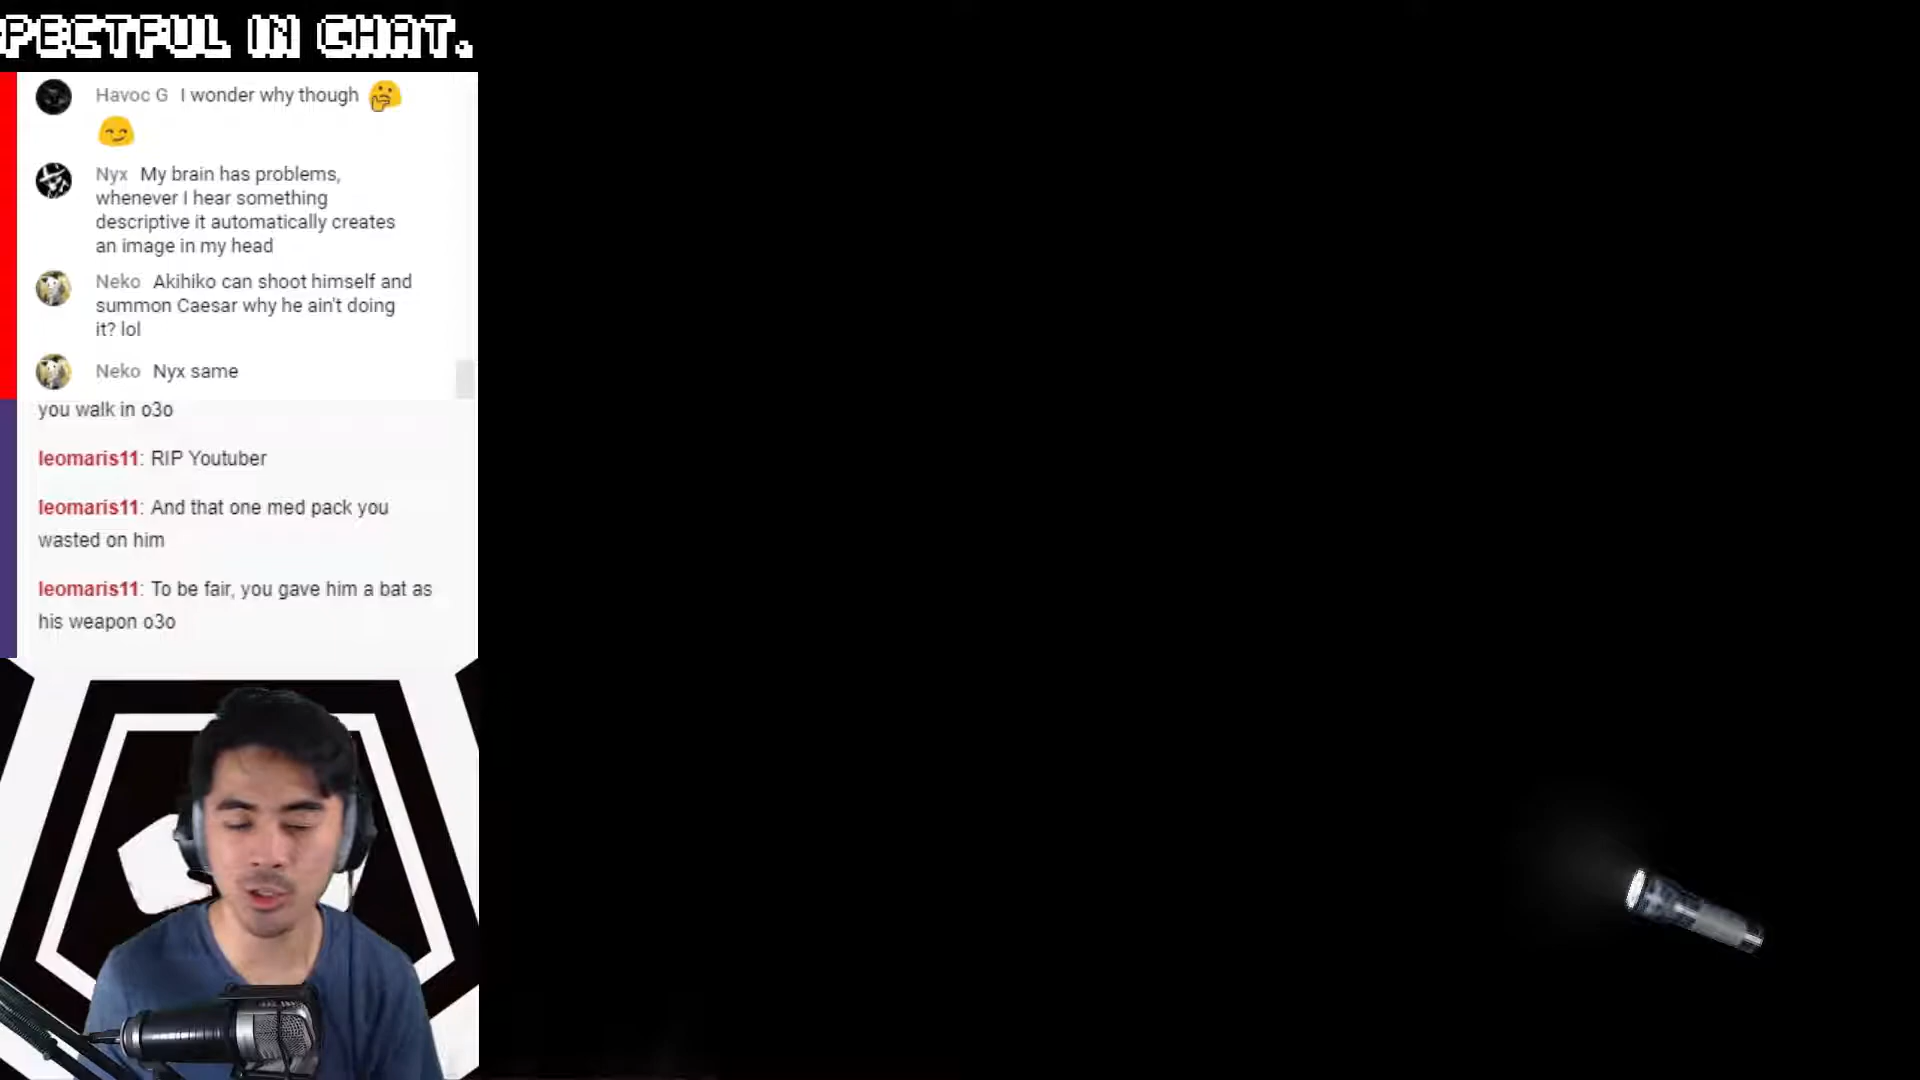 PECTFUL IN CHAT.
Havoc G I wonder why though
Nyx My brain has problems,
whenever I hear something
descriptive it automatically creates
an image in my head
Neko Akihiko can shoot himself and
summon Caesar why he ain't doing
it? lol
Neko Nyx same
you walk in o3o
leomaris11: RIP Youtuber
leomaris11: And that one med pack you
wasted on him
leomaris11: To be fair, you gave him a bat as
his weapon o3o